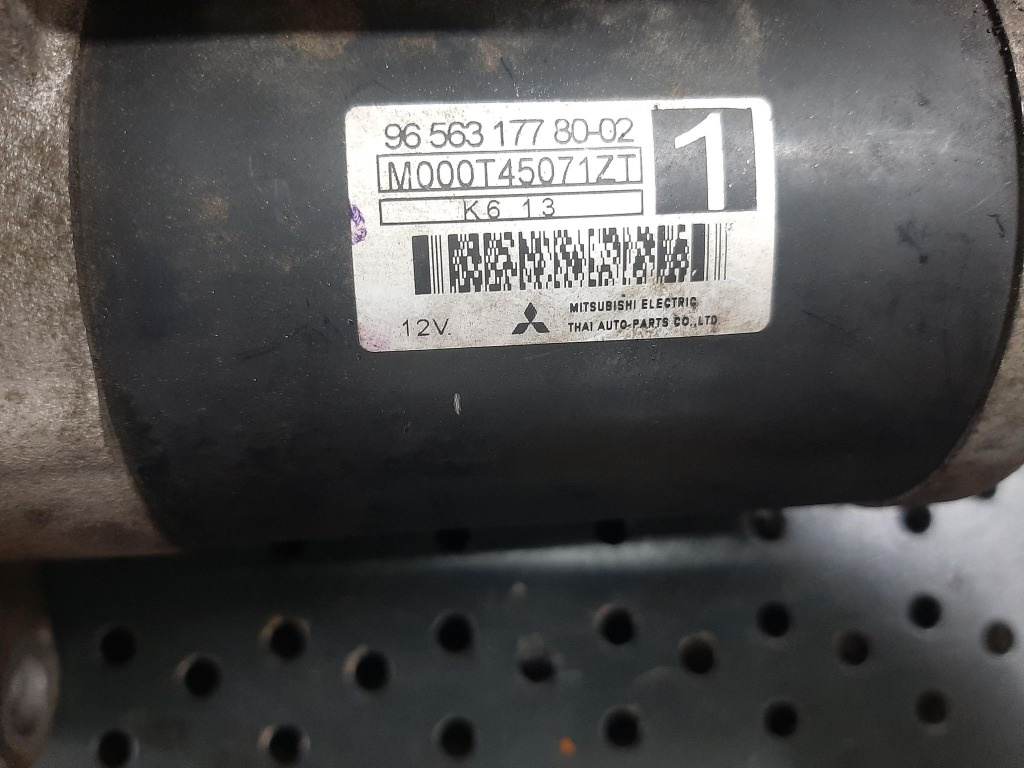 96 563 177 80-02
1
M000T45071ZT
K6 13
12V.
MITSUBISHI ELECTRIC
THAI AUTO-PARTS CO.,LTD